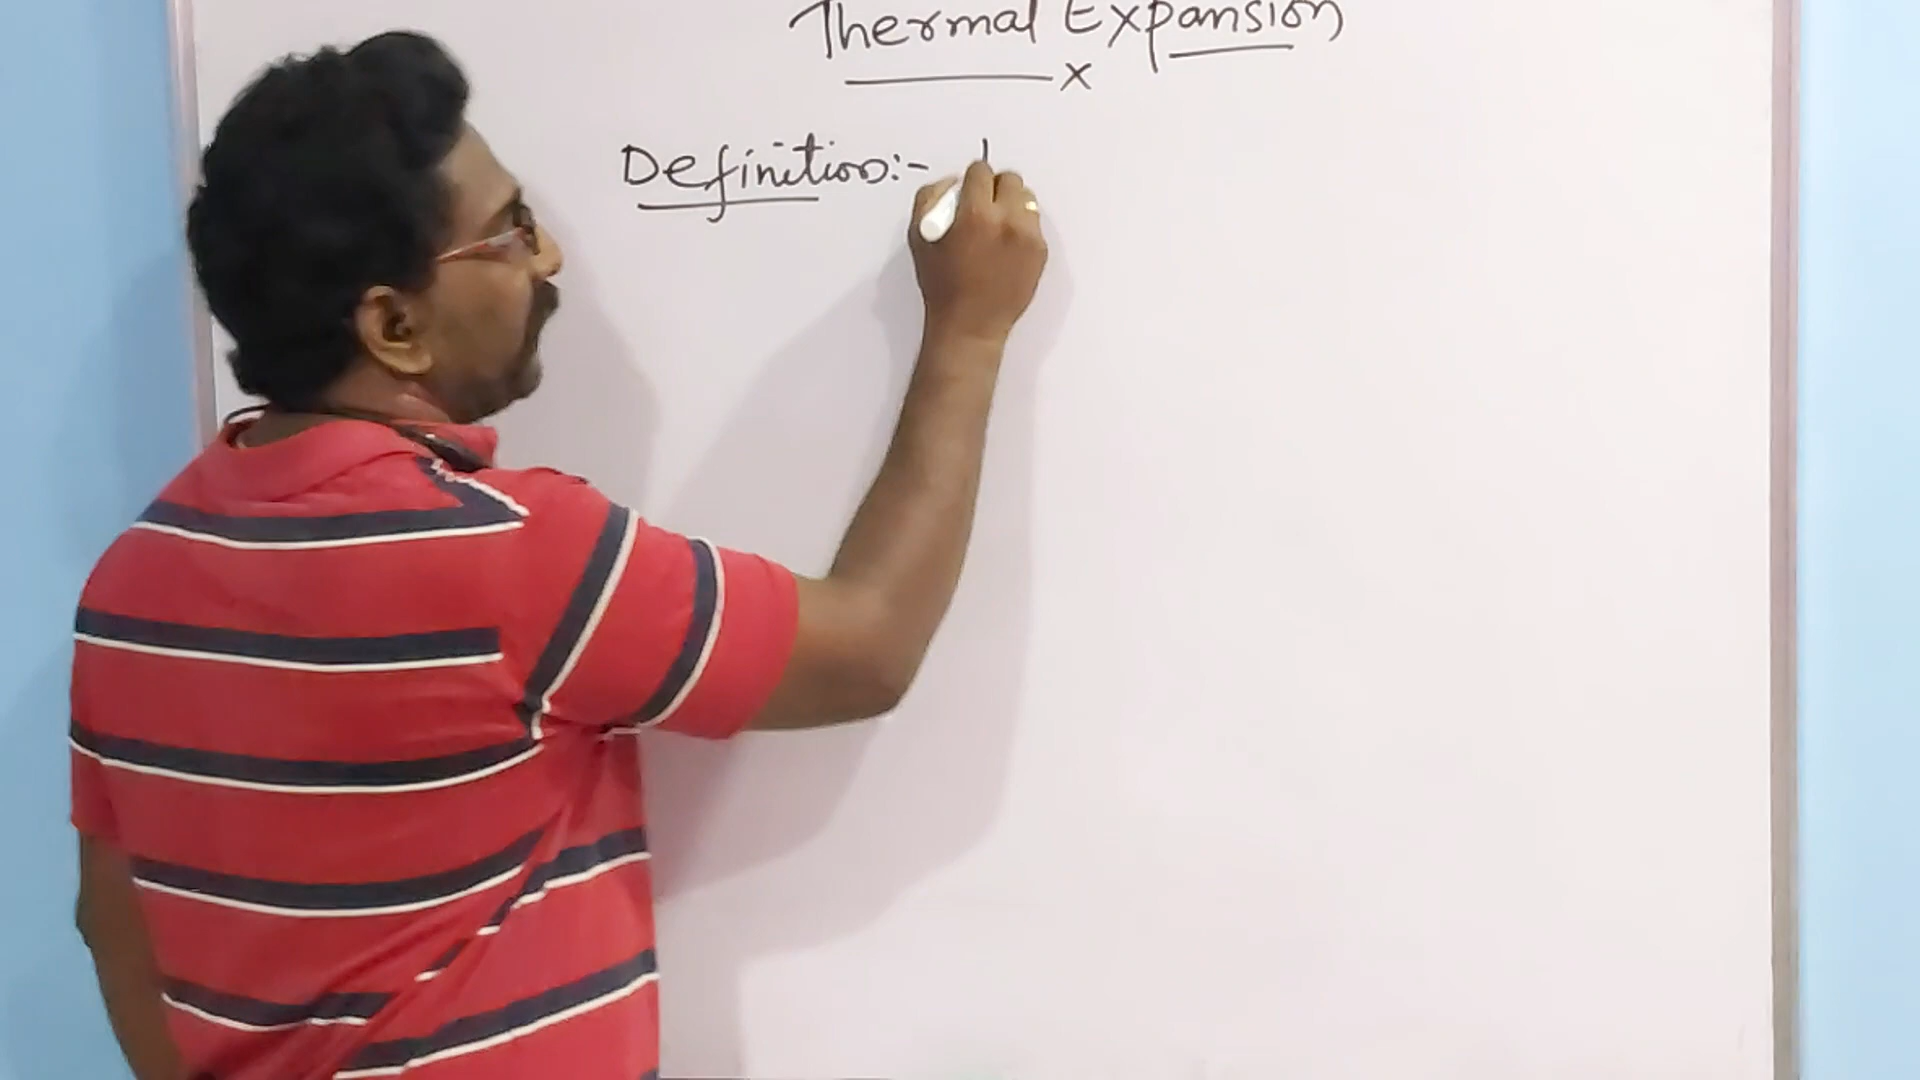 Thermal Expansion
x
Definition:-